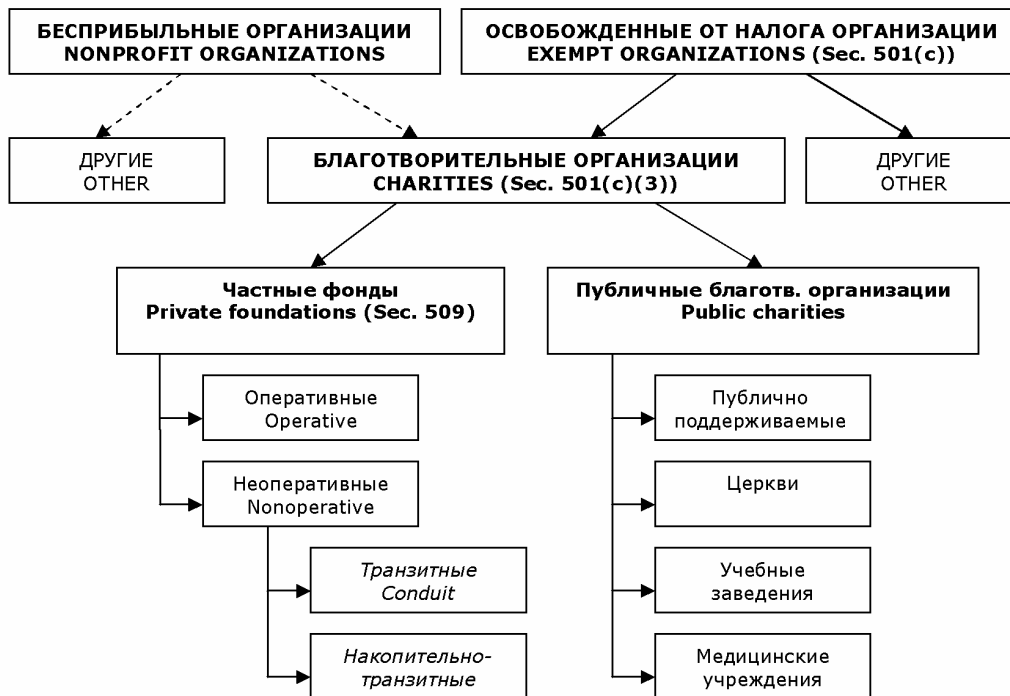 БЕСПРИБЫЛЬНЫЕ ОРГАНИЗАЦИИ
NONPROFIT ORGANIZATIONS
ОСВОБОЖДЕННЫЕ ОТ НАЛОГА ОРГАНИЗАЦИИ
EXEMPT ORGANIZATIONS (Sec. 501(c))
ДРУГИЕ
OTHER
БЛАГОТВОРИТЕЛЬНЫЕ ОРГАНИЗАЦИИ
CHARITIES (Sec. 501(c)(3))
ДРУГИЕ
OTHER
Частные фонды
Private foundations (Sec. 509)
Публичные благотв. организации
Public charities
Оперативные
Operative
Неоперативные
Nonoperative
Транзитные
Conduit
Накопительно-
транзитные
Публично
поддерживаемые
Церкви
Учебные
заведения
Медицинские
учреждения